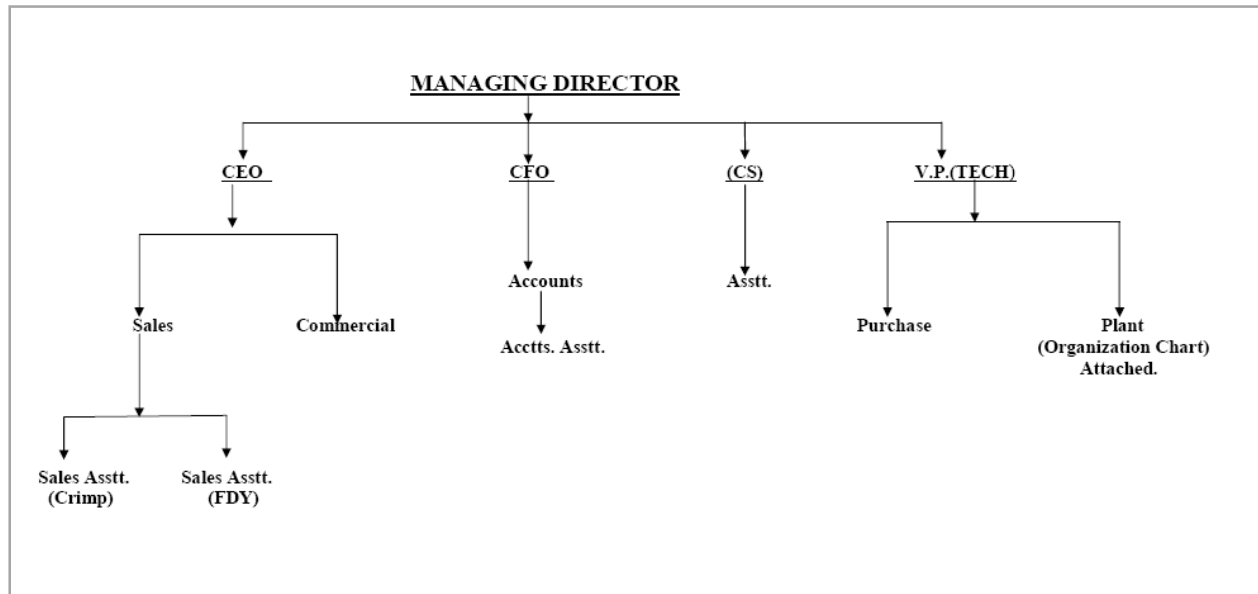 MANAGING DIRECTOR
CEO
CFO
(CS)
V.P.(TECH)
Accounts
Asstt.
Sales
Commercial
Purchase
Plant
(Organization Chart)
Attached.
Acctts. Asstt.
Sales Asstt.
(Crimp)
Sales Asstt.
(FDY)